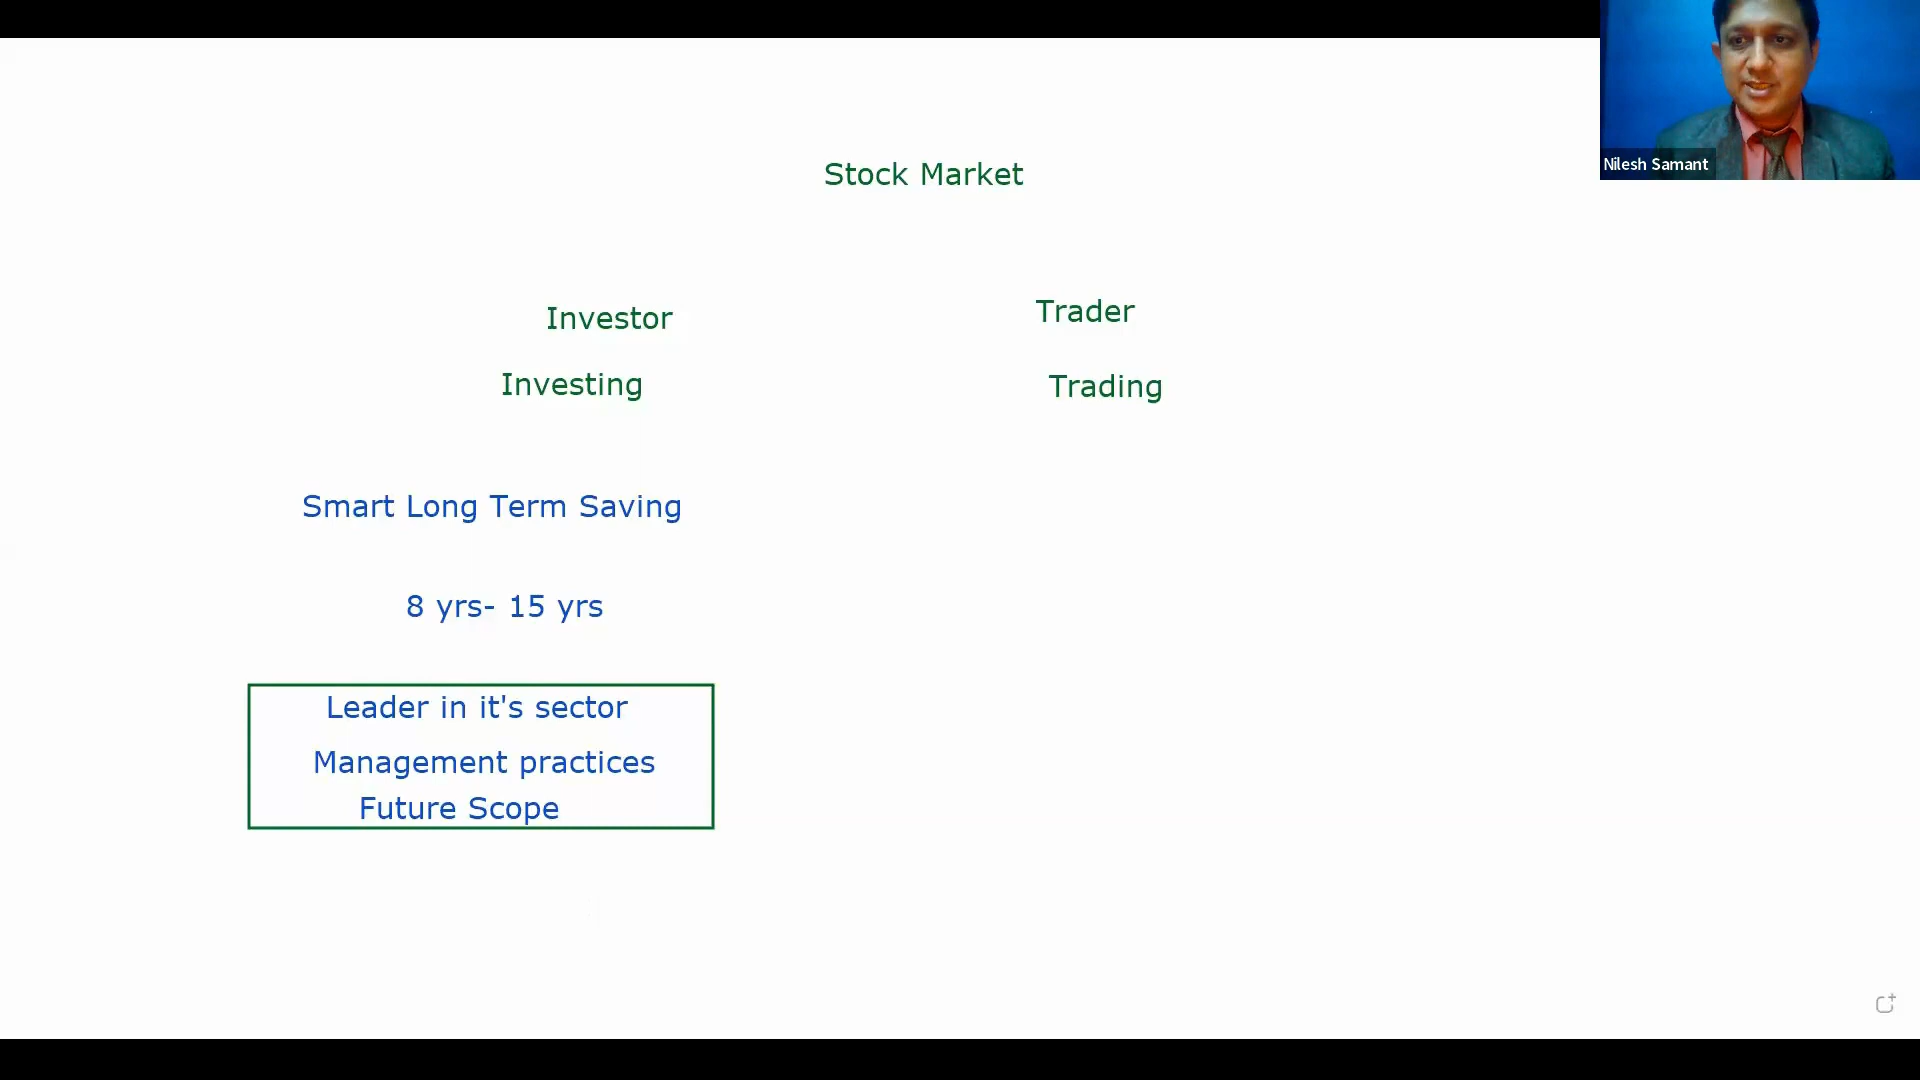 Nilesh Samant
Stock Market
Investor
Trader
Investing
Trading
Smart Long Term Saving
8 yrs- 15 yrs
Leader in it's sector
Management practices
Future Scope